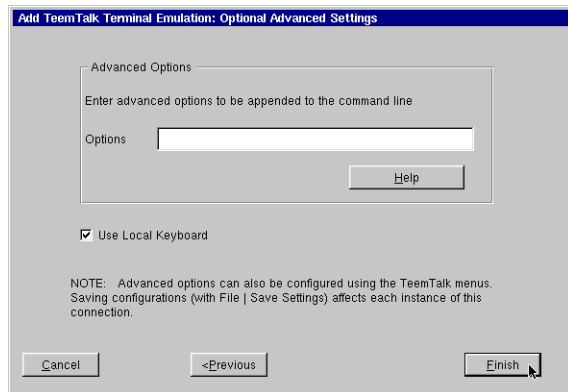 Add TeemTalk Terminal Emulation: Optional Advanced Settings
Advanced Options
Enter advanced options to be appended to the command line
Options
Help
Use Local Keyboard
NOTE: Advanced options can also be configured using the TeemTalk menus.
Saving configurations (with File | Save Settings) affects each instance of this
connection.
Cancel
<Previous
Finish